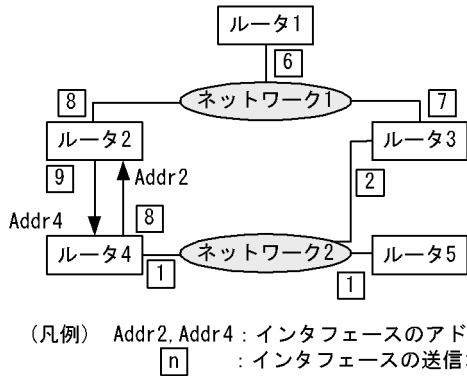 ルータ1
6
ネットワーク1
8
7
ルータ2
ルータ3
9
Addr2
2
Addr4
8
ルータ4
ネットワーク2
ルータ5
1
1
(凡例) Addr2,Addr4：インタフェースのアド
n ：インタフェースの送信